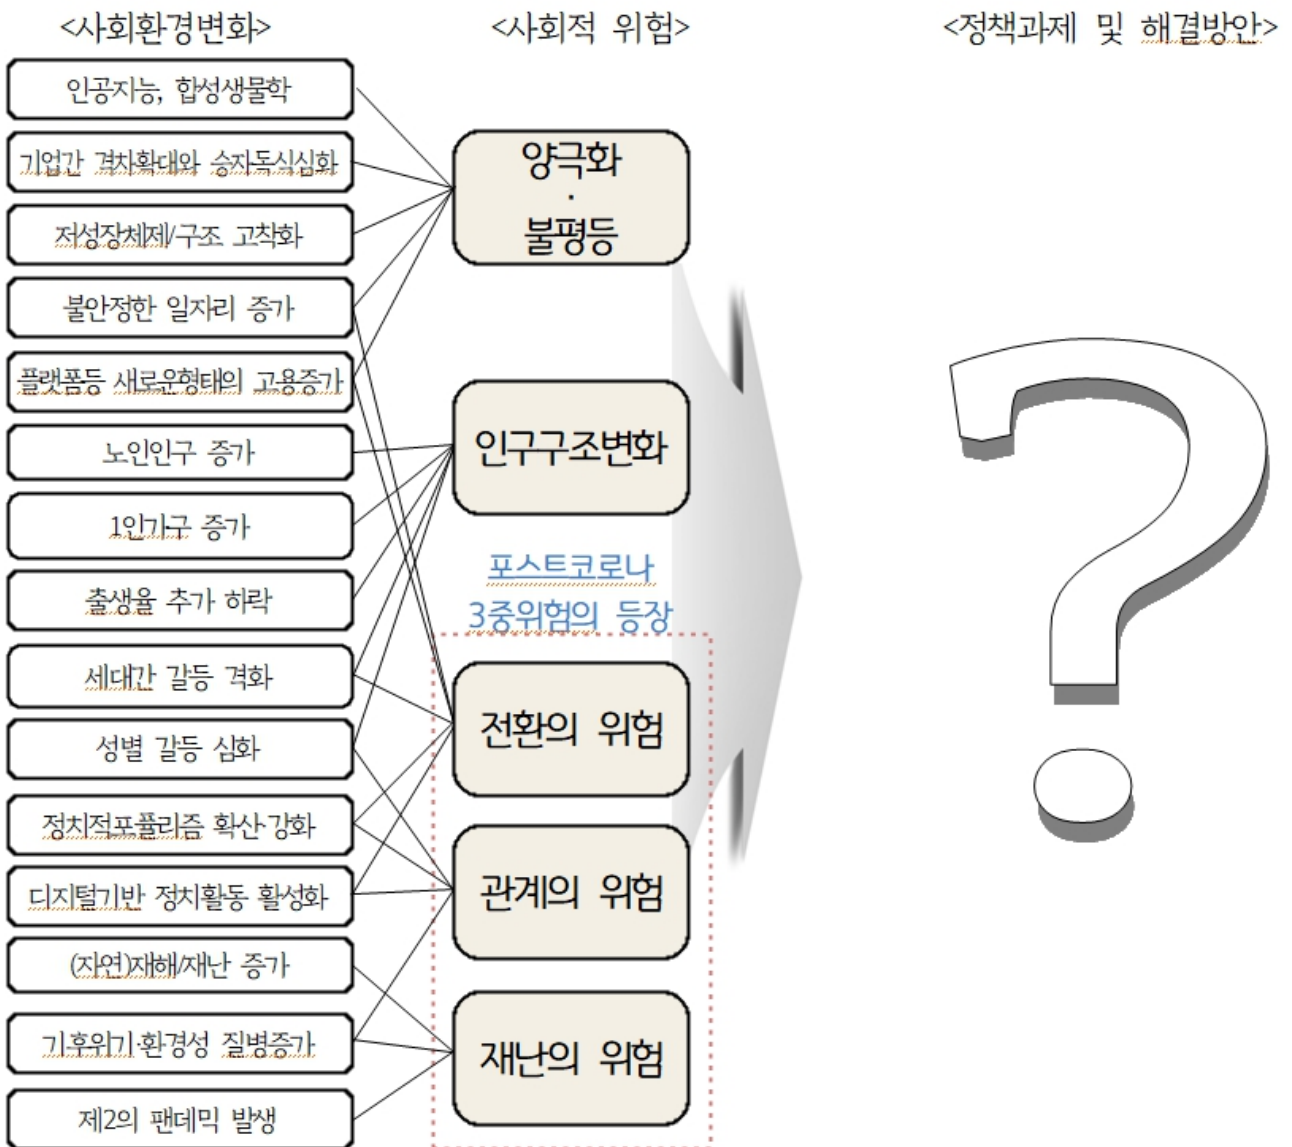 <사회환경변화>
인공지능, 합성생물학
기업간 격차확대와 승자독식심화
저성장체제/구조 고착화
불안정한 일자리 증가
플랫폼등 새로운형태의 고용증가
노인인구 증가
1인가구 증가
출생율 추가 하락
세대간 갈등 격화
성별 갈등 심화
정치적포퓰리즘 확산·강화
디지털기반 정치활동 활성화
(자연)재해/재난 증가
기후위기·환경성 질병증가
제2의 팬데믹 발생
<사회적 위험>
양극화
·
불평등
인구구조변화
포스트코로나
3중위험의 등장
전환의 위험
관계의 위험
재난의 위험
<정책과제 및 해결방안>
?